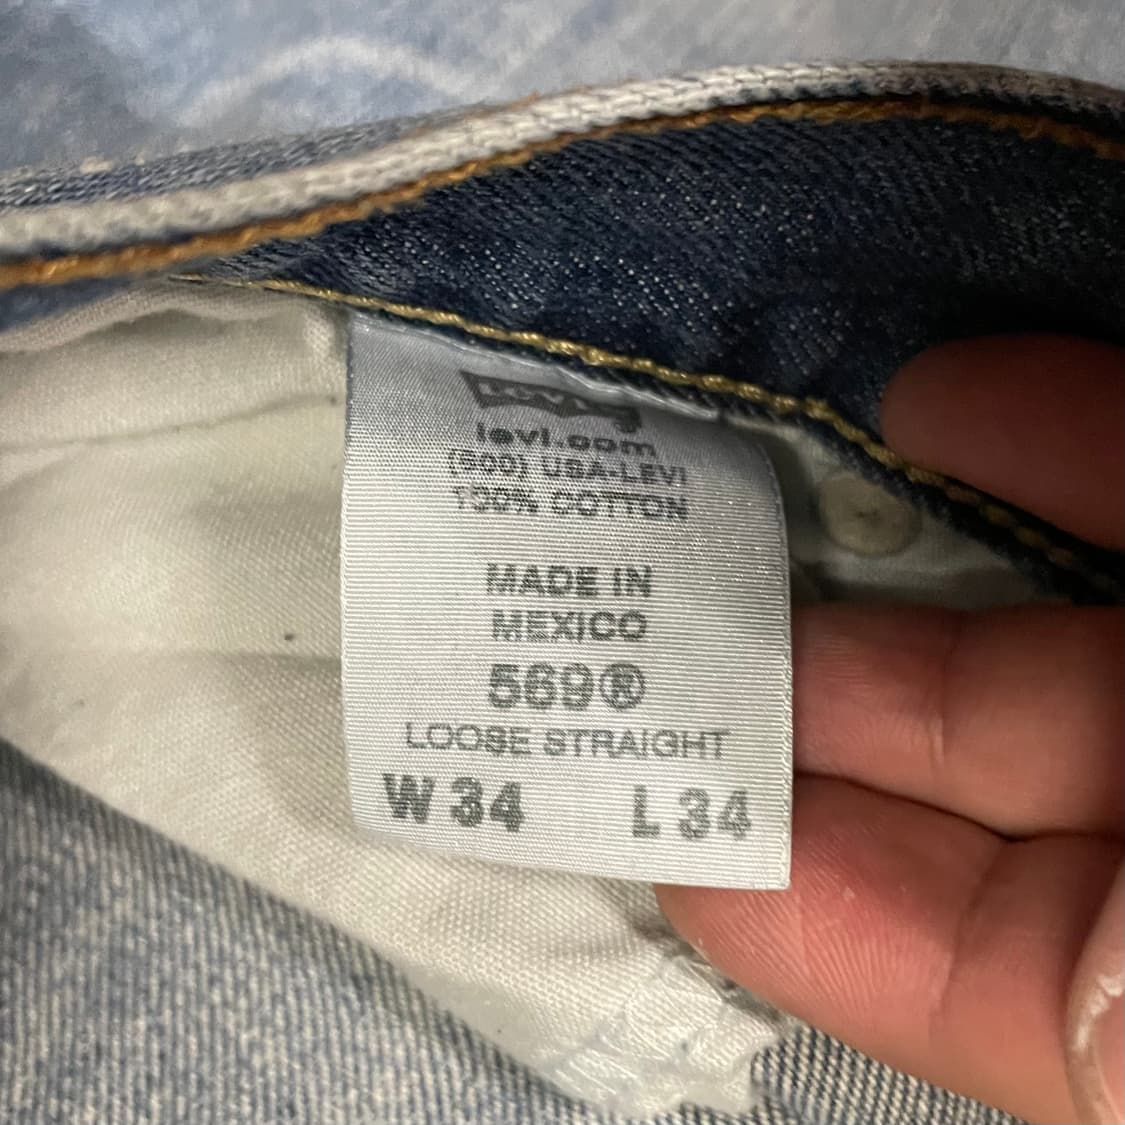 LEVI'S
levi.com
(800) USA-LEVI
100% COTTON
MADE IN
MEXICO
569®
LOOSE STRAIGHT
W 34 L 34